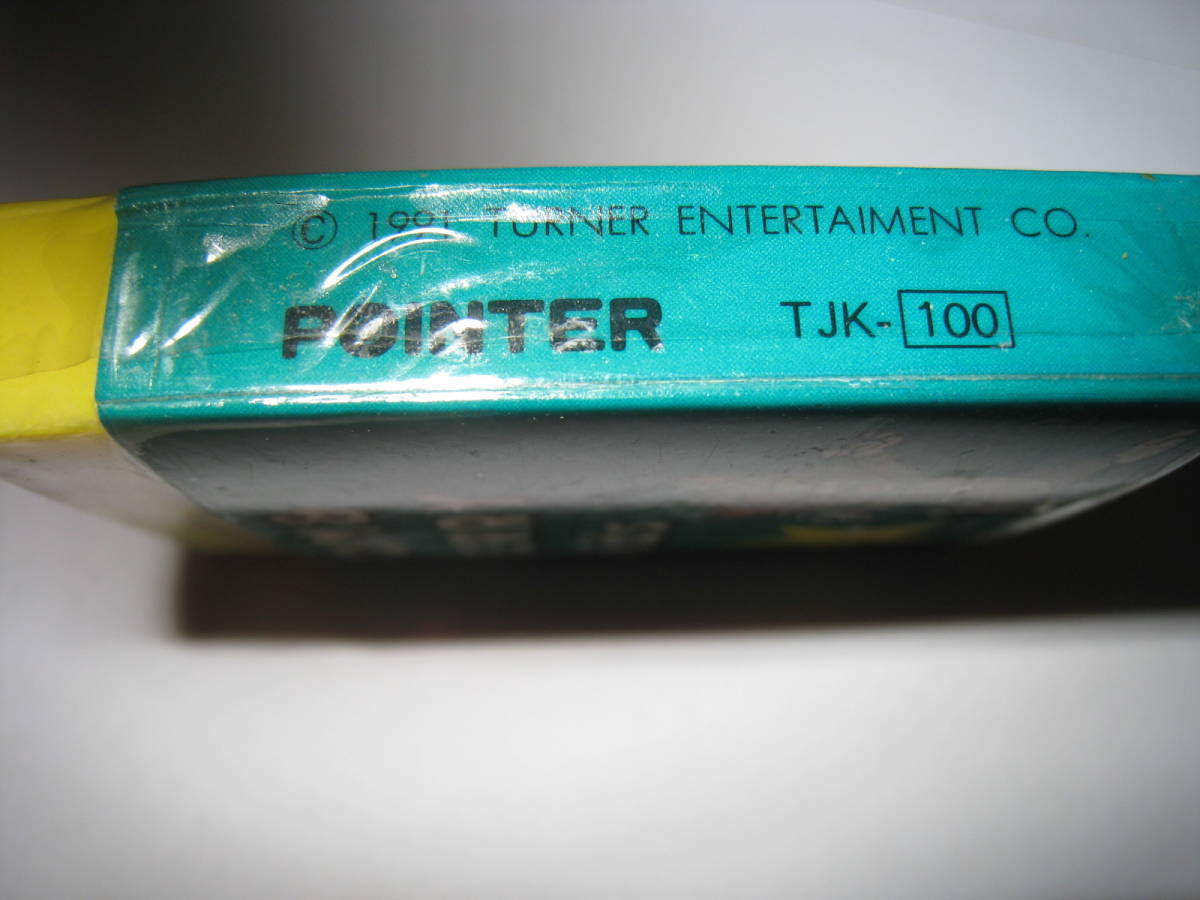 © 1991 TURNER ENTERTAIMENT CO.
POINTER TJK-100